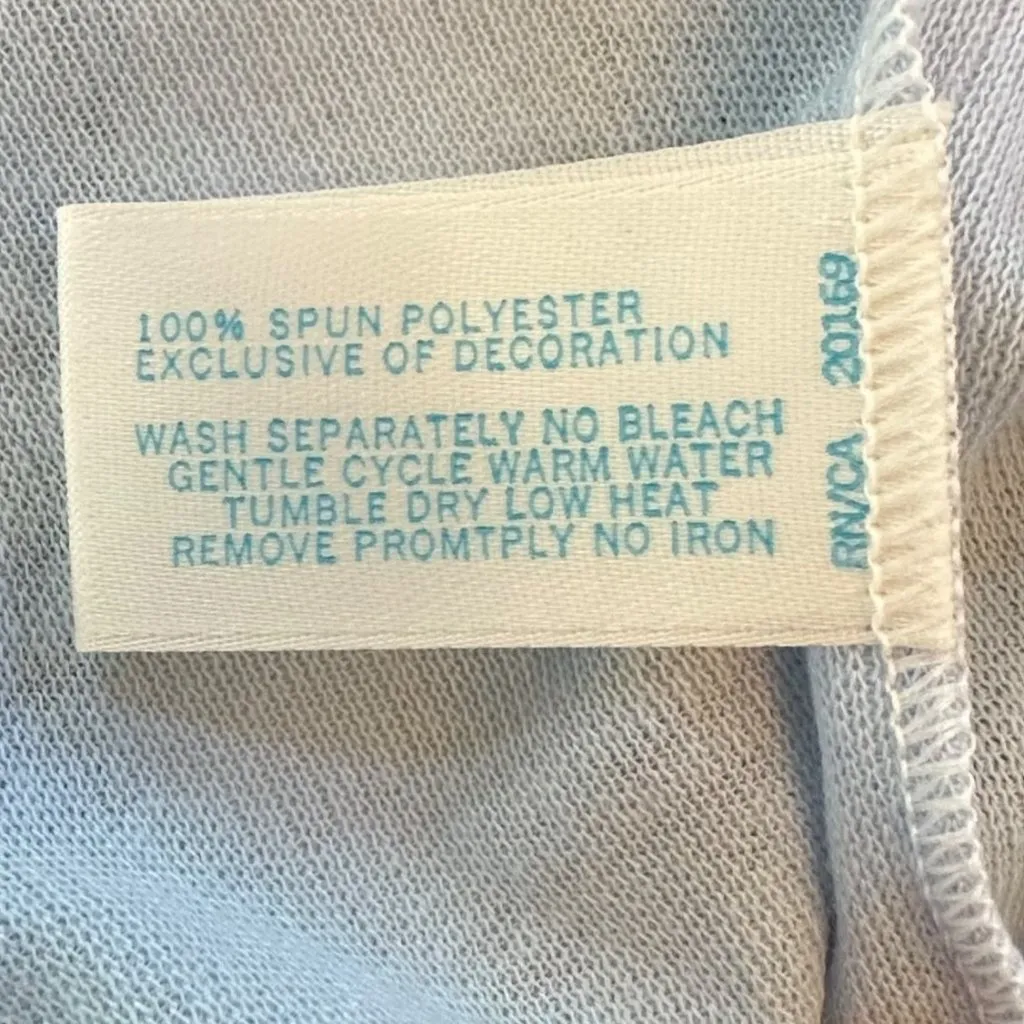 100% SPUN POLYESTER
EXCLUSIVE OF DECORATION
WASH SEPARATELY NO BLEACH
GENTLE CYCLE WARM WATER
TUMBLE DRY LOW HEAT
REMOVE PROMTPLY NO IRON
RN/CA 20169